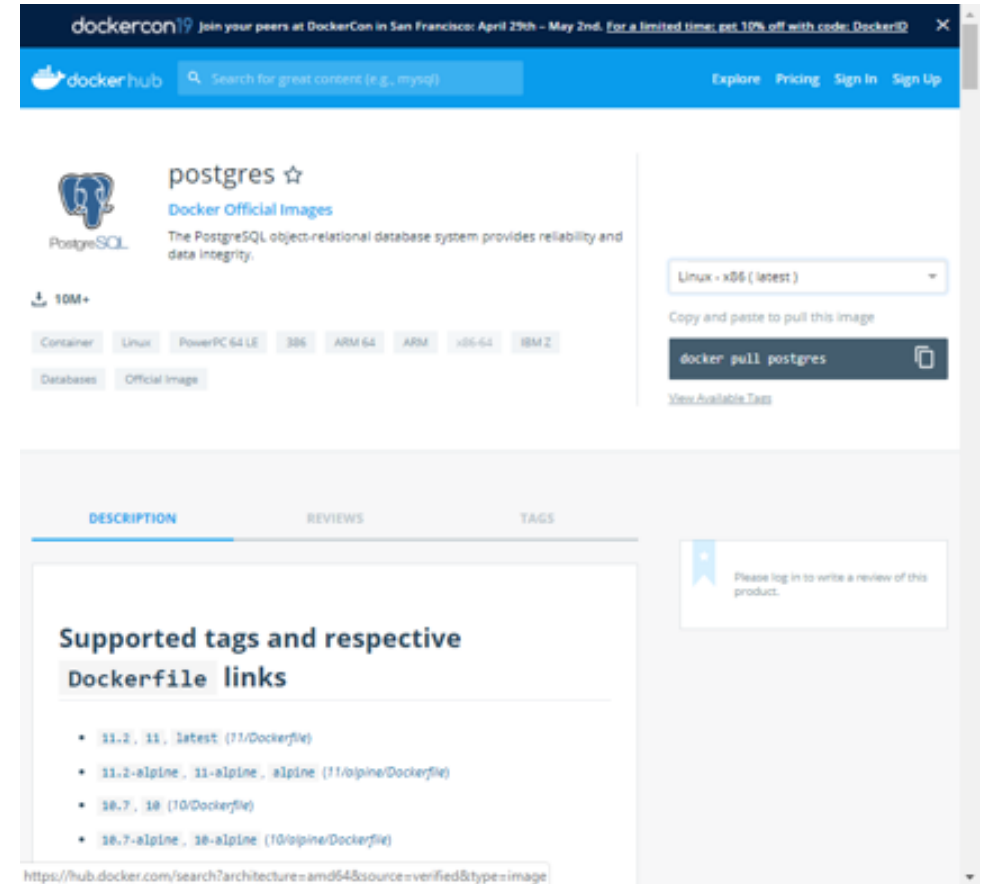 dockercon19 Join your peers at DockerCon in San Francisco: April 29th – May 2nd. For a limited time: get 10% off with code: DockerID ✕
docker hub Search for great content (e.g., mysql) Explore Pricing Sign In Sign Up
postgres ☆
PostgreSQL
Docker Official Images
The PostgreSQL object-relational database system provides reliability and
data integrity.
10M+
Container Linux PowerPC 64 LE 386 ARM 64 ARM x86-64 IBM Z
Databases Official Image
Linux - x86 ( latest )
Copy and paste to pull this image
docker pull postgres
View Available Tags
DESCRIPTION REVIEWS TAGS
Please log in to write a review of this
product.
Supported tags and respective
Dockerfile links
• 11.2, 11, latest (11/Dockerfile)
• 11.2-alpine, 11-alpine, alpine (11/alpine/Dockerfile)
• 10.7, 10 (10/Dockerfile)
• 10.7-alpine, 10-alpine (10/alpine/Dockerfile)
https://hub.docker.com/search?architecture=amd64&source=verified&type=image